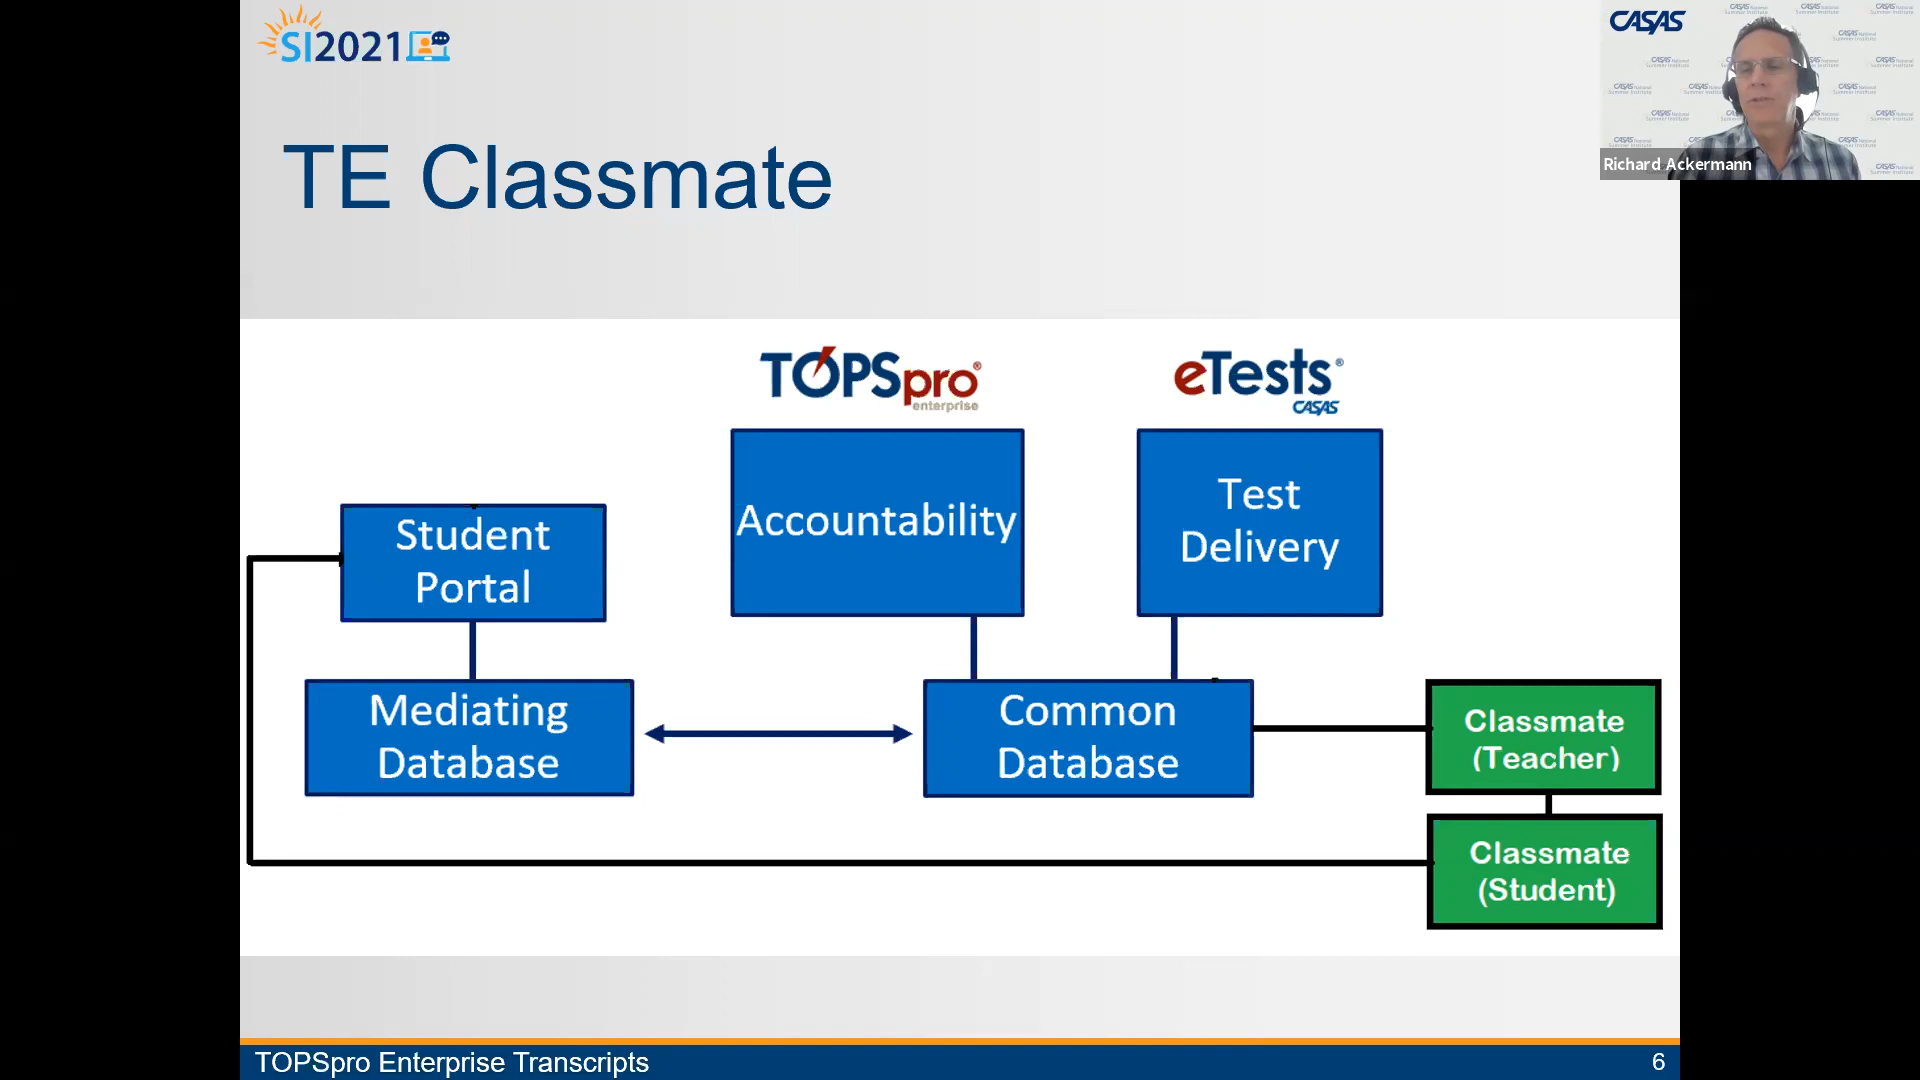 SI2021
CASAS
Richard Ackermann
TE Classmate
TOPSpro®
enterprise
eTests®
CASAS
Accountability
Test
Delivery
Student
Portal
Mediating
Database
Common
Database
Classmate
(Teacher)
Classmate
(Student)
TOPSpro Enterprise Transcripts
6